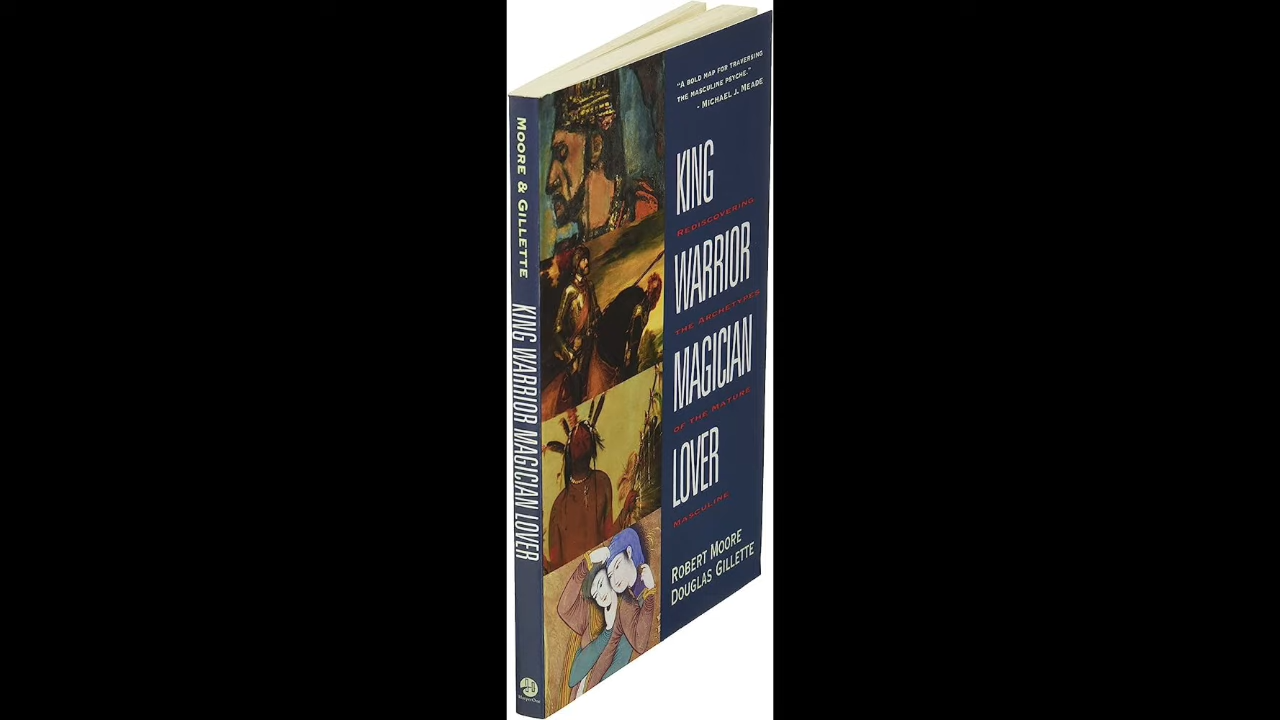 MOORE & GILLETTE
KING WARRIOR MAGICIAN LOVER
HarperOne
"A BOLD MAP FOR TRAVERSING
THE MASCULINE PSYCHE."
- MICHAEL J. MEADE
KING
REDISCOVERING
WARRIOR
THE ARCHETYPES
MAGICIAN
OF THE MATURE
LOVER
MASCULINE
ROBERT MOORE
DOUGLAS GILLETTE